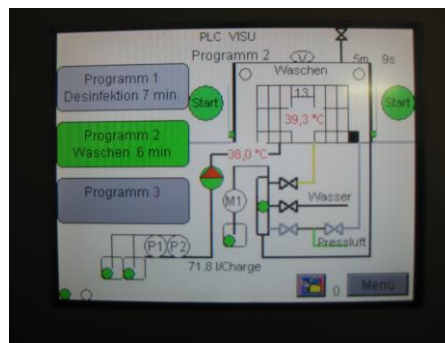 PLC VISU
Programm 2
V
5m 9s
Waschen
Programm 1
Desinfektion 7 min.
Start
13
Start
39,3 °C
Programm 2
Waschen 6 min
38,0 °C
Programm 3
M1
Wasser
P1 P2
Pressluft
71.8 l/Charge
0
Menü